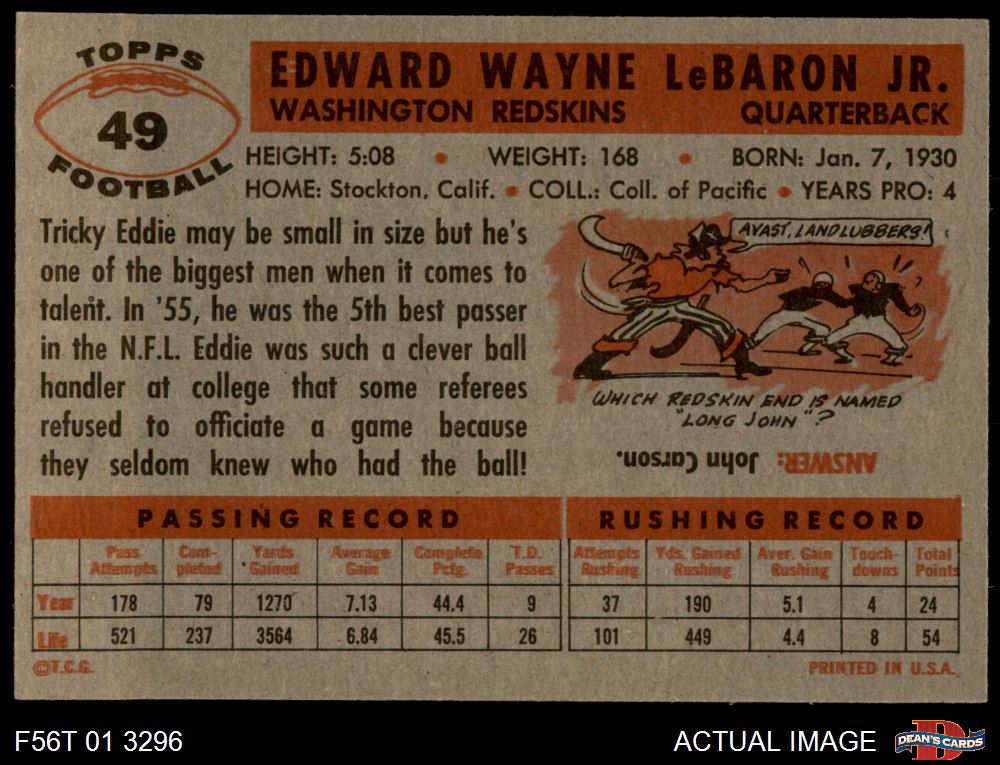 TOPPS
49
FOOTBALL
EDWARD WAYNE LeBARON JR.
WASHINGTON REDSKINS QUARTERBACK
HEIGHT: 5:08 • WEIGHT: 168 • BORN: Jan. 7, 1930
HOME: Stockton, Calif. • COLL.: Coll. of Pacific • YEARS PRO: 4
Tricky Eddie may be small in size but he's
one of the biggest men when it comes to
talent. In '55, he was the 5th best passer
in the N.F.L. Eddie was such a clever ball
handler at college that some referees
refused to officiate a game because
they seldom knew who had the ball!
AVAST, LANDLUBBERS!
WHICH REDSKIN END IS NAMED
"LONG JOHN"?
ANSWER: John Carson.
PASSING RECORD
Pass Attempts Com- pleted Yards Gained Average Gain Complete Pctg. T.D. Passes
Year 178 79 1270 7.13 44.4 9
Life 521 237 3564 6.84 45.5 26
RUSHING RECORD
Attempts Rushing Yds. Gained Rushing Aver. Gain Rushing Touch- downs Total Points
37 190 5.1 4 24
101 449 4.4 8 54
©T.C.G. PRINTED IN U.S.A.
F56T 01 3296 ACTUAL IMAGE DEAN'S CARDS